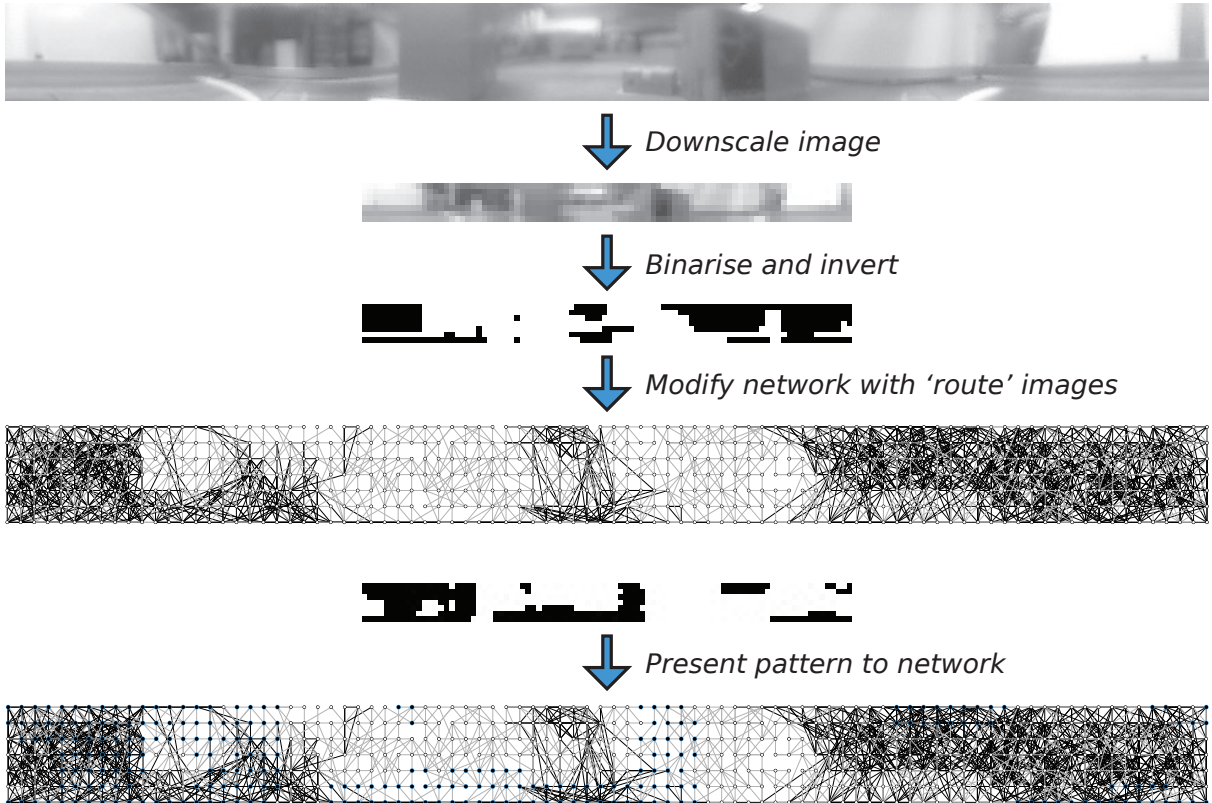 Downscale image
Binarise and invert
Modify network with ‘route’ images
Present pattern to network